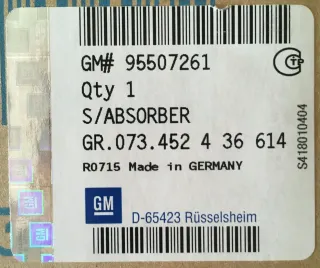 GM# 95507261
Qty 1
S/ABSORBER
GR.073.452 4 36 614
R0715 Made in GERMANY
GM
D-65423 Rüsselsheim
S418010404